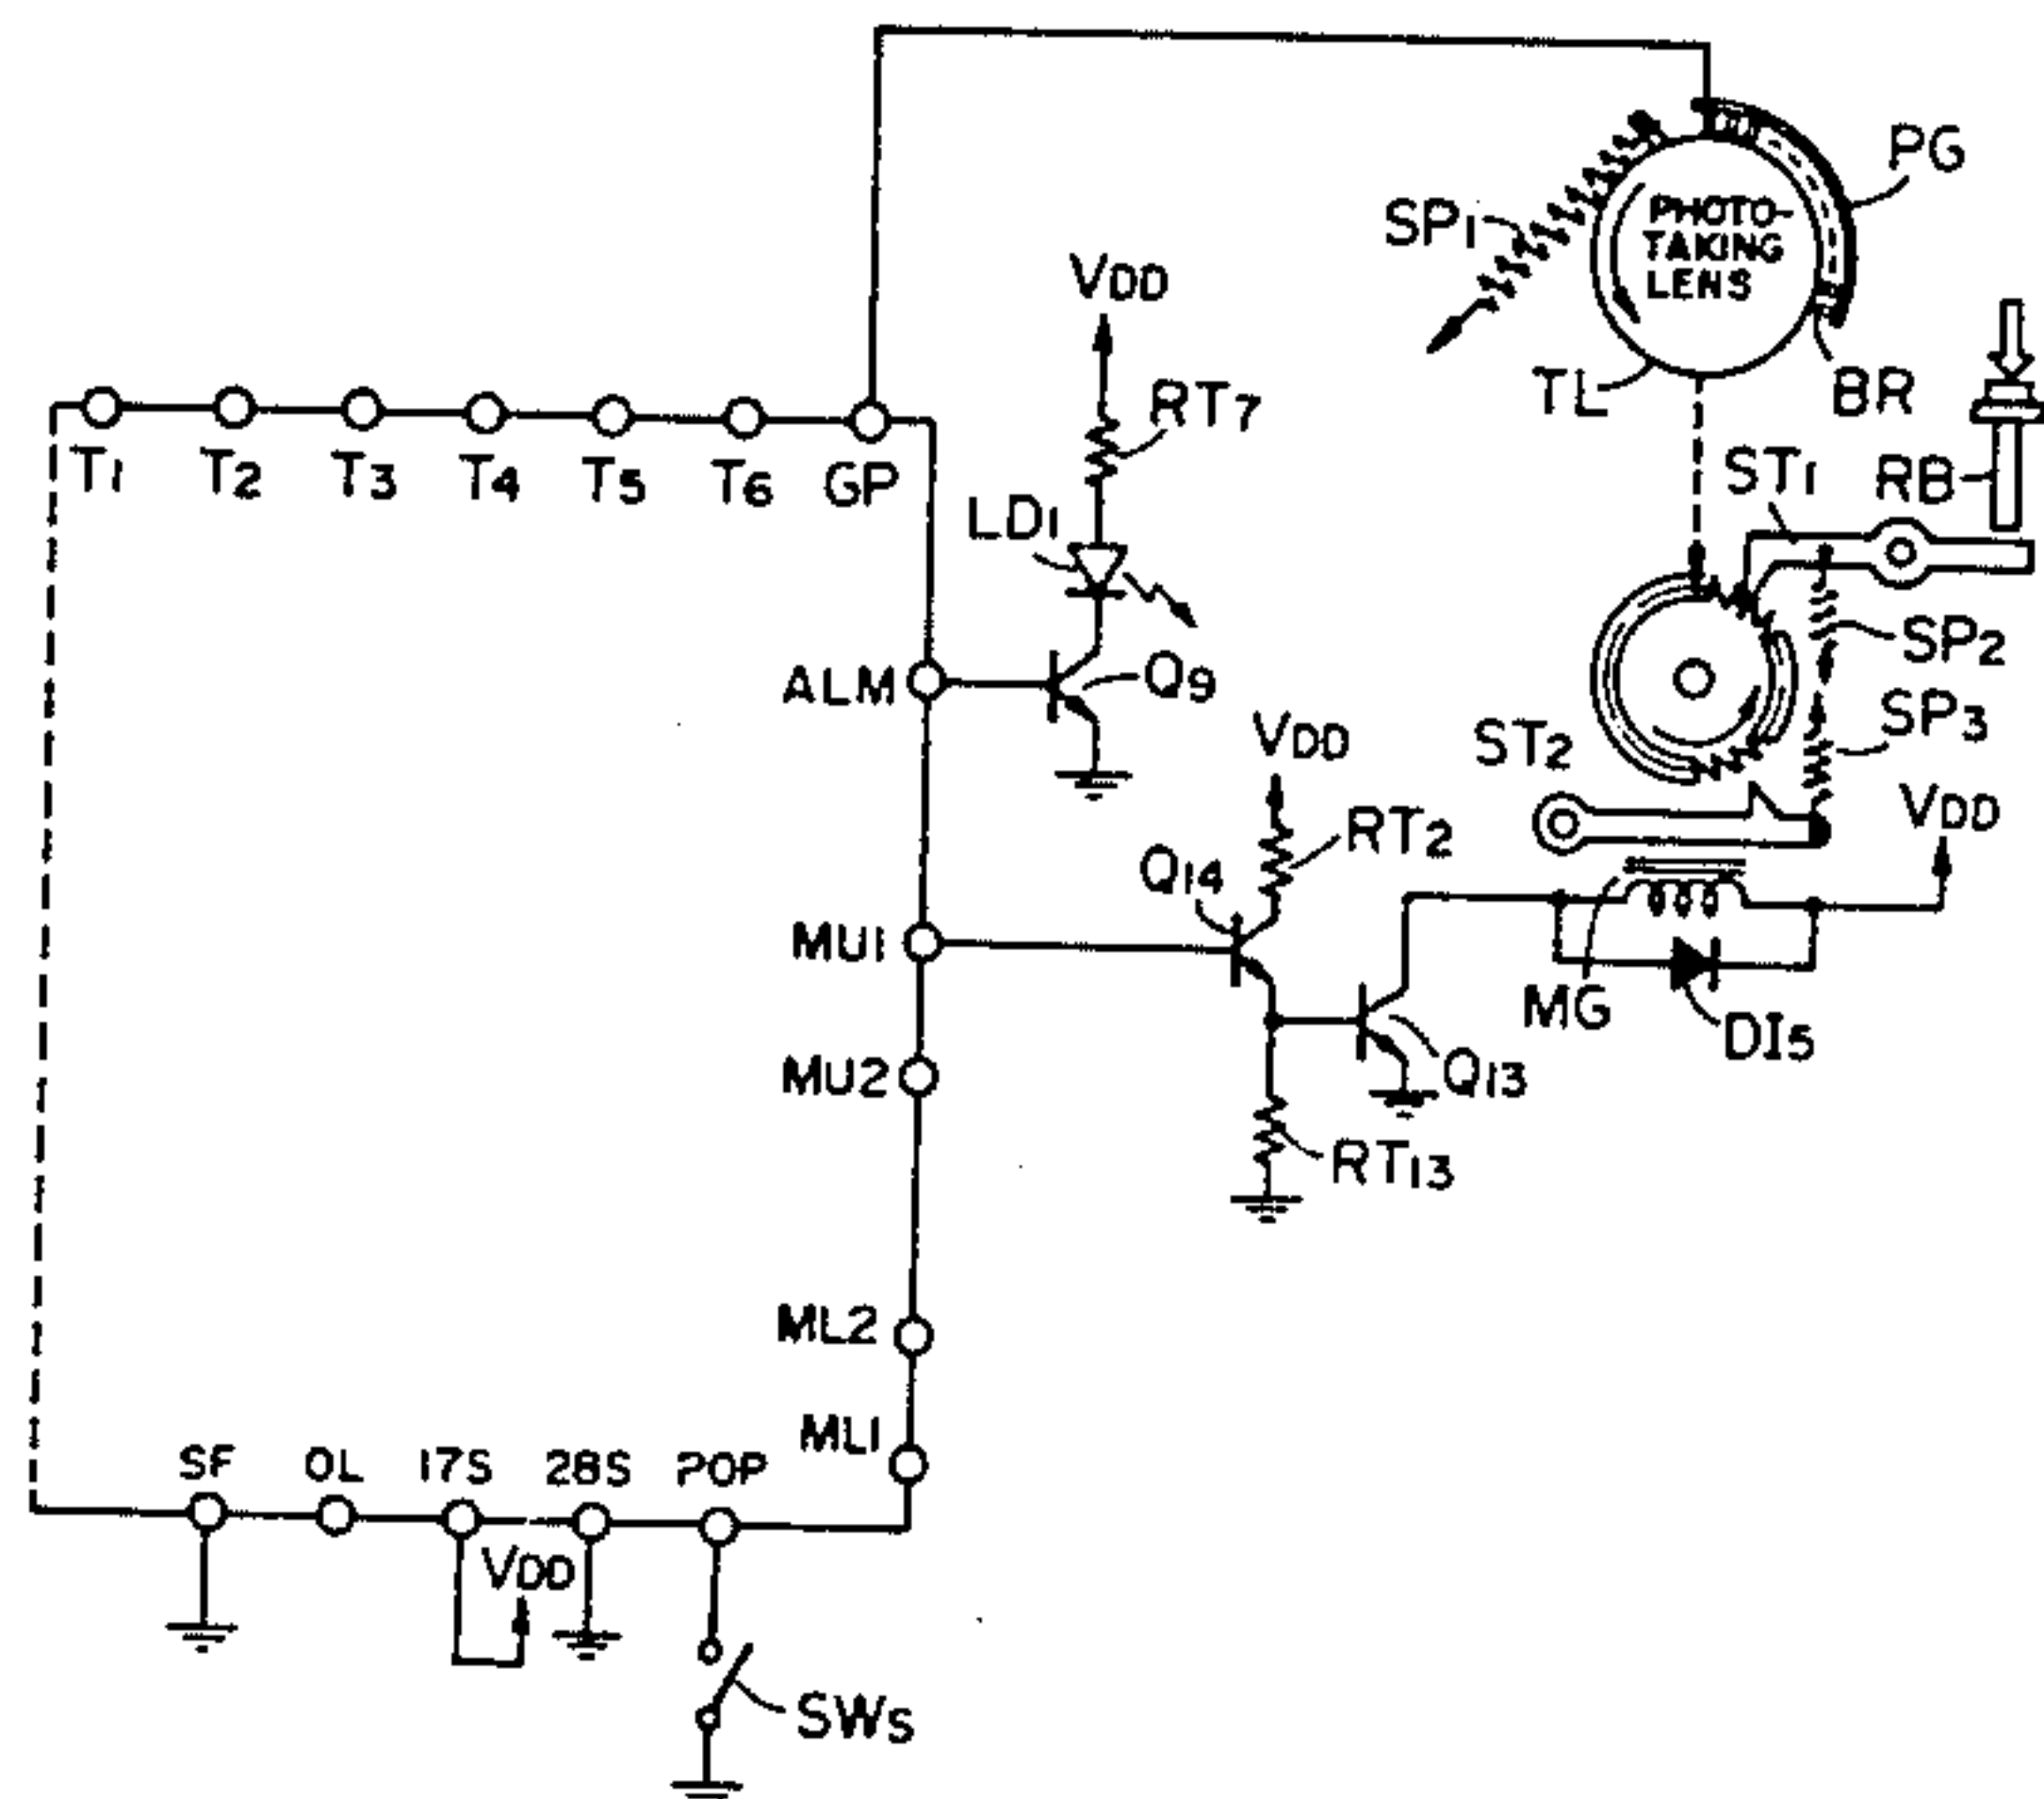 PG
SP1
PHOTO-
TAKING
LENS
VDD
TL
BR
RT7
T1 T2 T3 T4 T5 T6 GP
ST1
RB
LD1
SP2
ALM
Q9
SP3
VDD
ST2
VDD
RT2
Q14
MU1
MG
DI5
MU2
Q13
RT13
ML2
ML1
SF OL 17S 28S POP
VDD
SWS